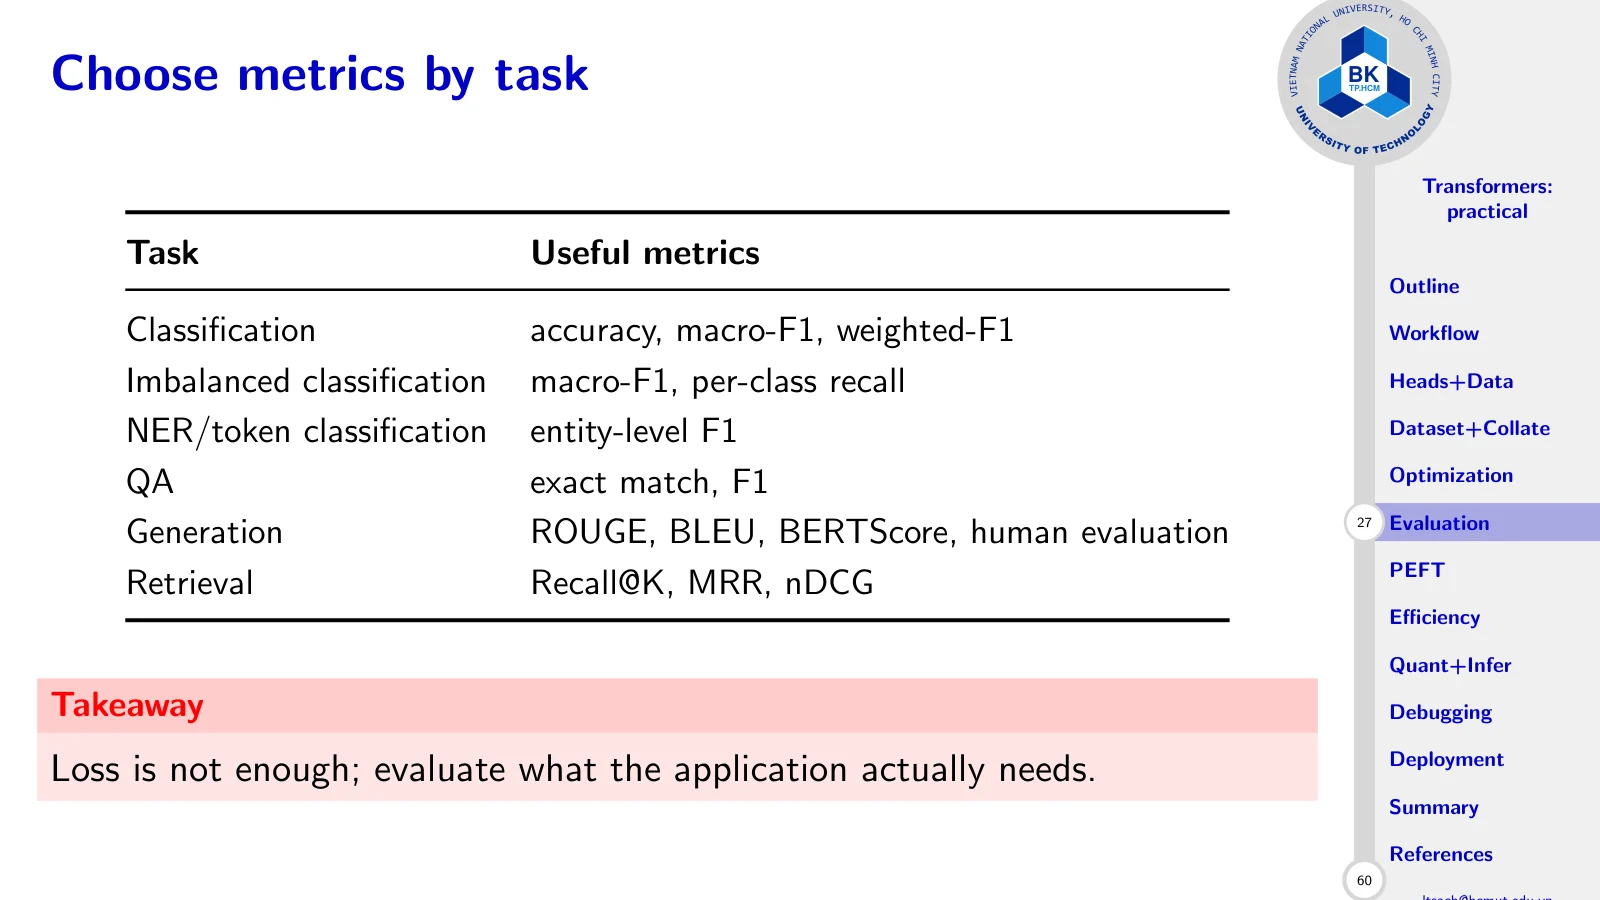 Choose metrics by task
Task Useful metrics
Classification accuracy, macro-F1, weighted-F1
Imbalanced classification macro-F1, per-class recall
NER/token classification entity-level F1
QA exact match, F1
Generation ROUGE, BLEU, BERTScore, human evaluation
Retrieval Recall@K, MRR, nDCG
Takeaway
Loss is not enough; evaluate what the application actually needs.
VIETNAM NATIONAL UNIVERSITY, HO CHI MINH CITY
BK
TP.HCM
UNIVERSITY OF TECHNOLOGY
Transformers:
practical
Outline
Workflow
Heads+Data
Dataset+Collate
Optimization
27 Evaluation
PEFT
Efficiency
Quant+Infer
Debugging
Deployment
Summary
References
60